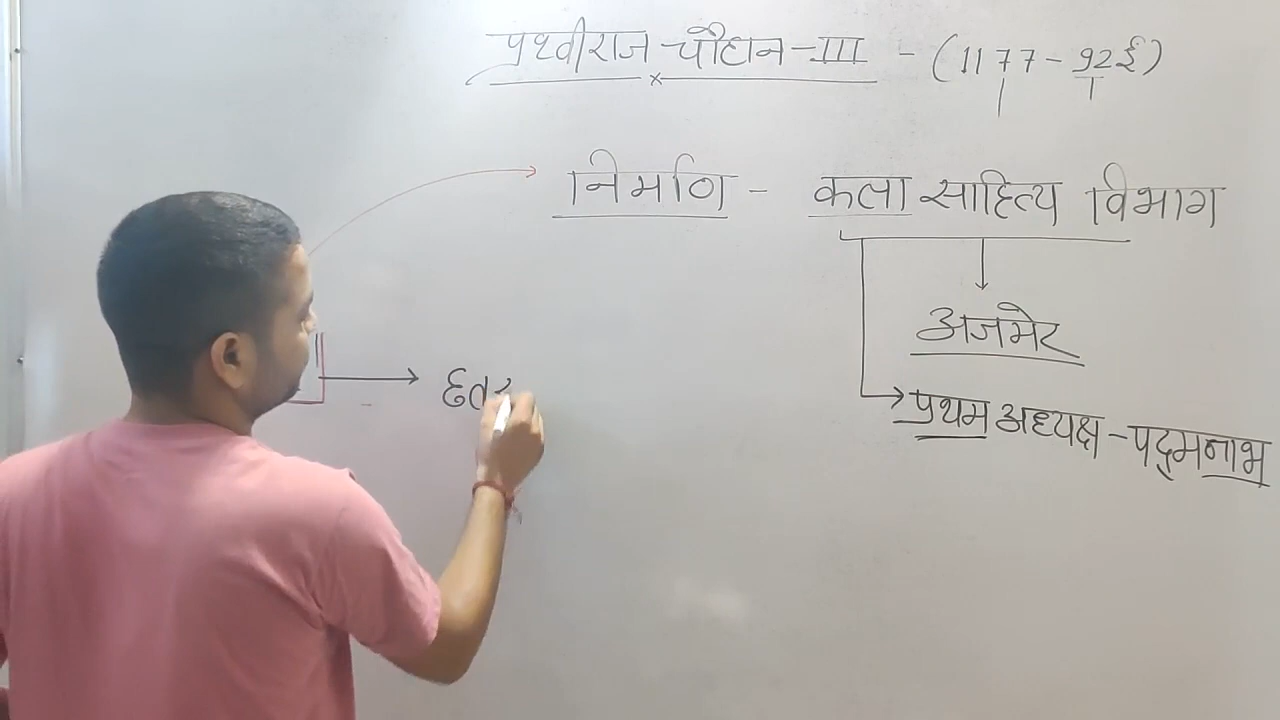 पृथ्वीराज चौहान-III - (1177-92ई)
निर्माण - कला साहित्य विभाग
अजमेर
प्रथम अध्यक्ष - पद्मनाभ